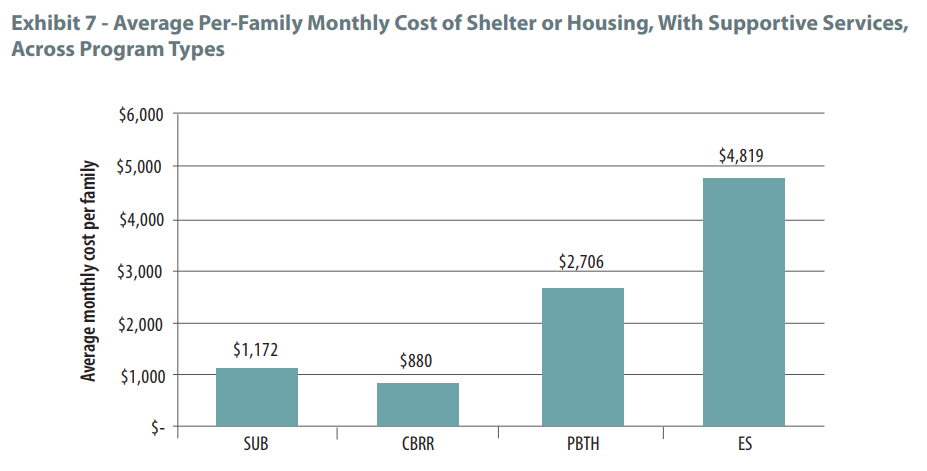 Exhibit 7 - Average Per-Family Monthly Cost of Shelter or Housing, With Supportive Services,
Across Program Types
Average monthly cost per family
$6,000
$5,000
$4,000
$3,000
$2,000
$1,000
$-
$1,172
$880
$2,706
$4,819
SUB
CBRR
PBTH
ES